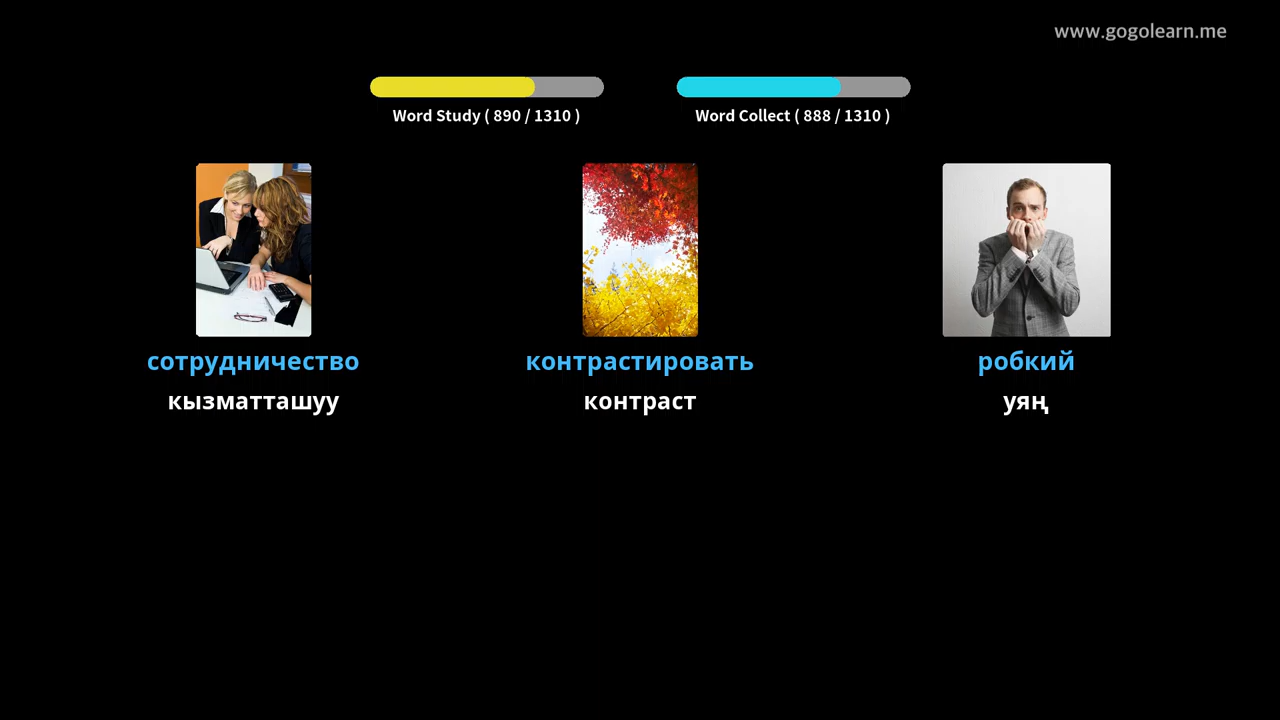 www.gogolearn.me
Word Study ( 890 / 1310 )
Word Collect ( 888 / 1310 )
сотрудничество
кызматташуу
контрастировать
контраст
робкий
уяң